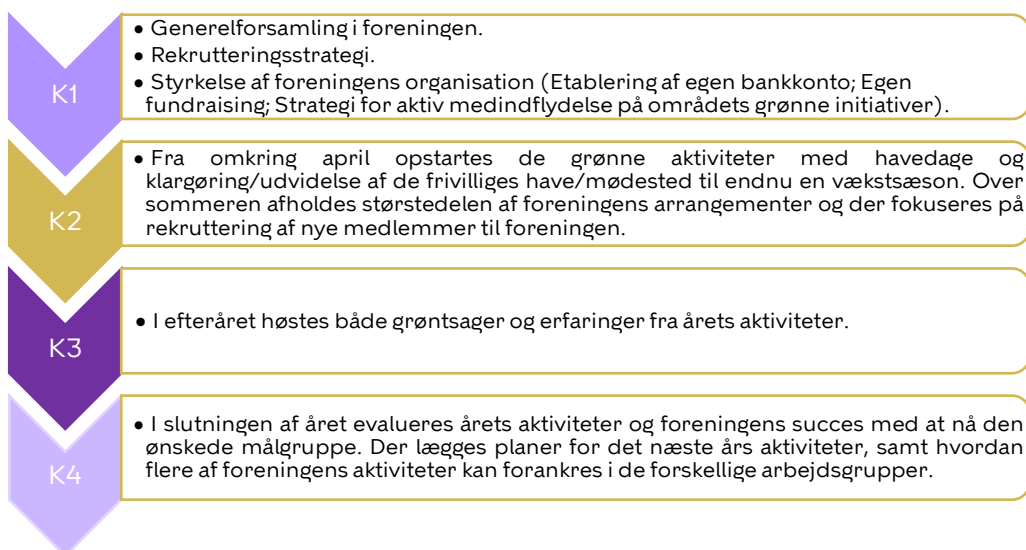 K1
• Generelforsamling i foreningen.
• Rekrutteringsstrategi.
• Styrkelse af foreningens organisation (Etablering af egen bankkonto; Egen
fundraising; Strategi for aktiv medindflydelse på områdets grønne initiativer).
K2
• Fra omkring april opstartes de grønne aktiviteter med havedage og
klargøring/udvidelse af de frivilliges have/mødested til endnu en vækstsæson. Over
sommeren afholdes størstedelen af foreningens arrangementer og der fokuseres på
rekruttering af nye medlemmer til foreningen.
K3
• I efteråret høstes både grøntsager og erfaringer fra årets aktiviteter.
K4
• I slutningen af året evalueres årets aktiviteter og foreningens succes med at nå den
ønskede målgruppe. Der lægges planer for det næste års aktiviteter, samt hvordan
flere af foreningens aktiviteter kan forankres i de forskellige arbejdsgrupper.